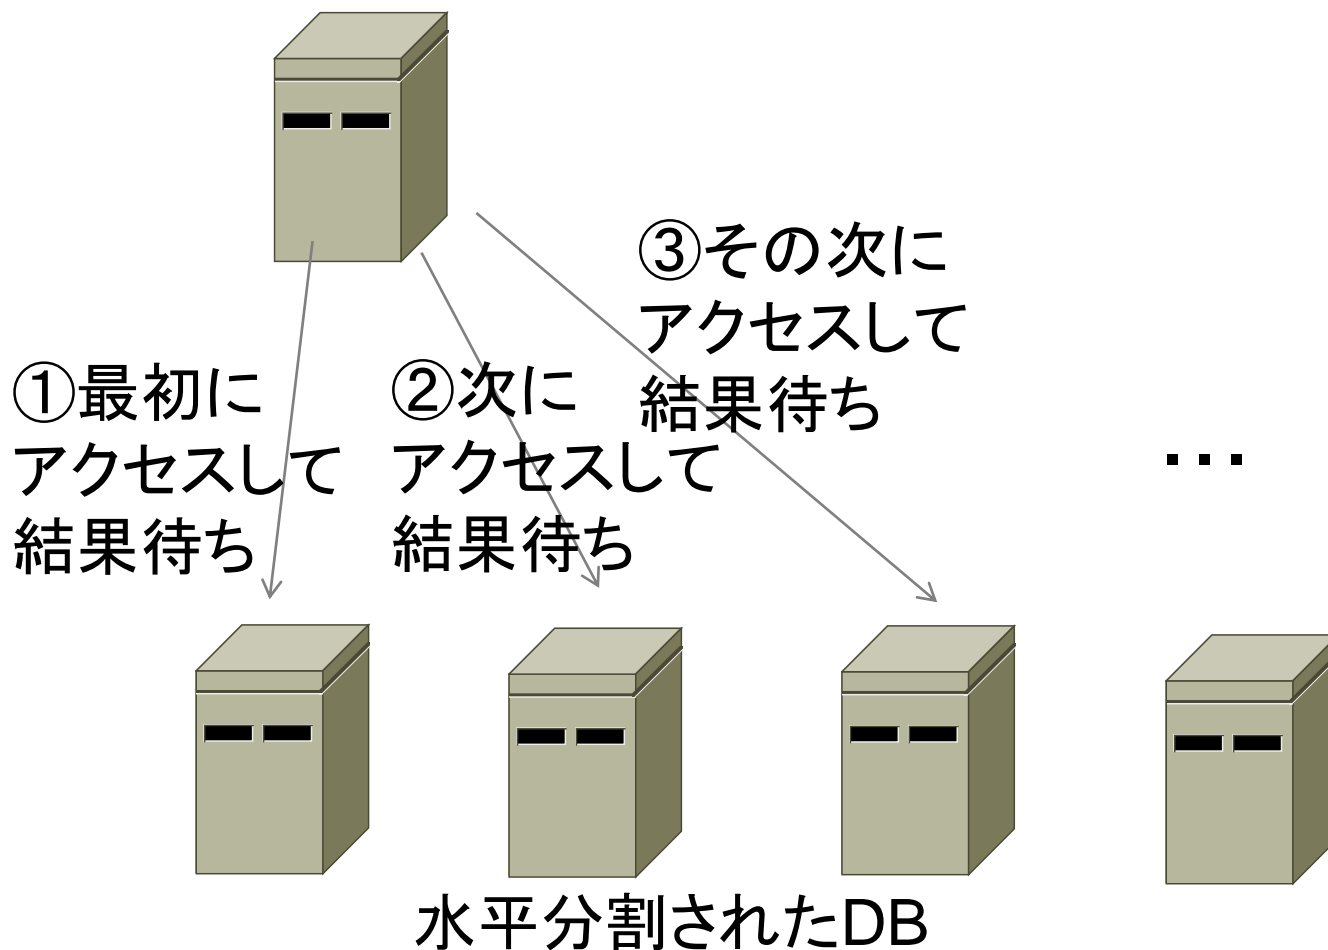 ③その次に
アクセスして
結果待ち
①最初に
アクセスして
結果待ち
②次に
アクセスして
結果待ち
…
水平分割されたDB